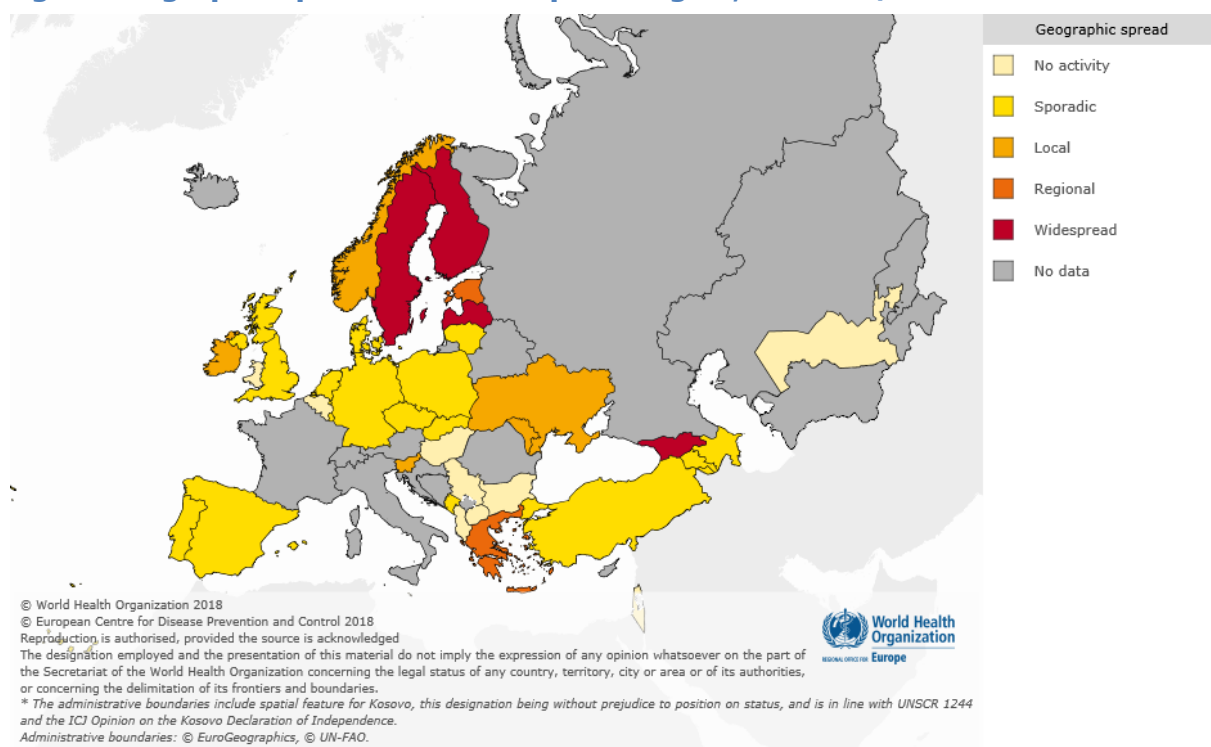 Geographic spread
No activity
Sporadic
Local
Regional
Widespread
No data
© World Health Organization 2018
© European Centre for Disease Prevention and Control 2018
Reproduction is authorised, provided the source is acknowledged
The designation employed and the presentation of this material do not imply the expression of any opinion whatsoever on the part of
the Secretariat of the World Health Organization concerning the legal status of any country, territory, city or area or of its authorities,
or concerning the delimitation of its frontiers and boundaries.
* The administrative boundaries include spatial feature for Kosovo, this designation being without prejudice to position on status, and is in line with UNSCR 1244
and the ICJ Opinion on the Kosovo Declaration of Independence.
Administrative boundaries: © EuroGeographics, © UN-FAO.
World Health
Organization
REGIONAL OFFICE FOR Europe